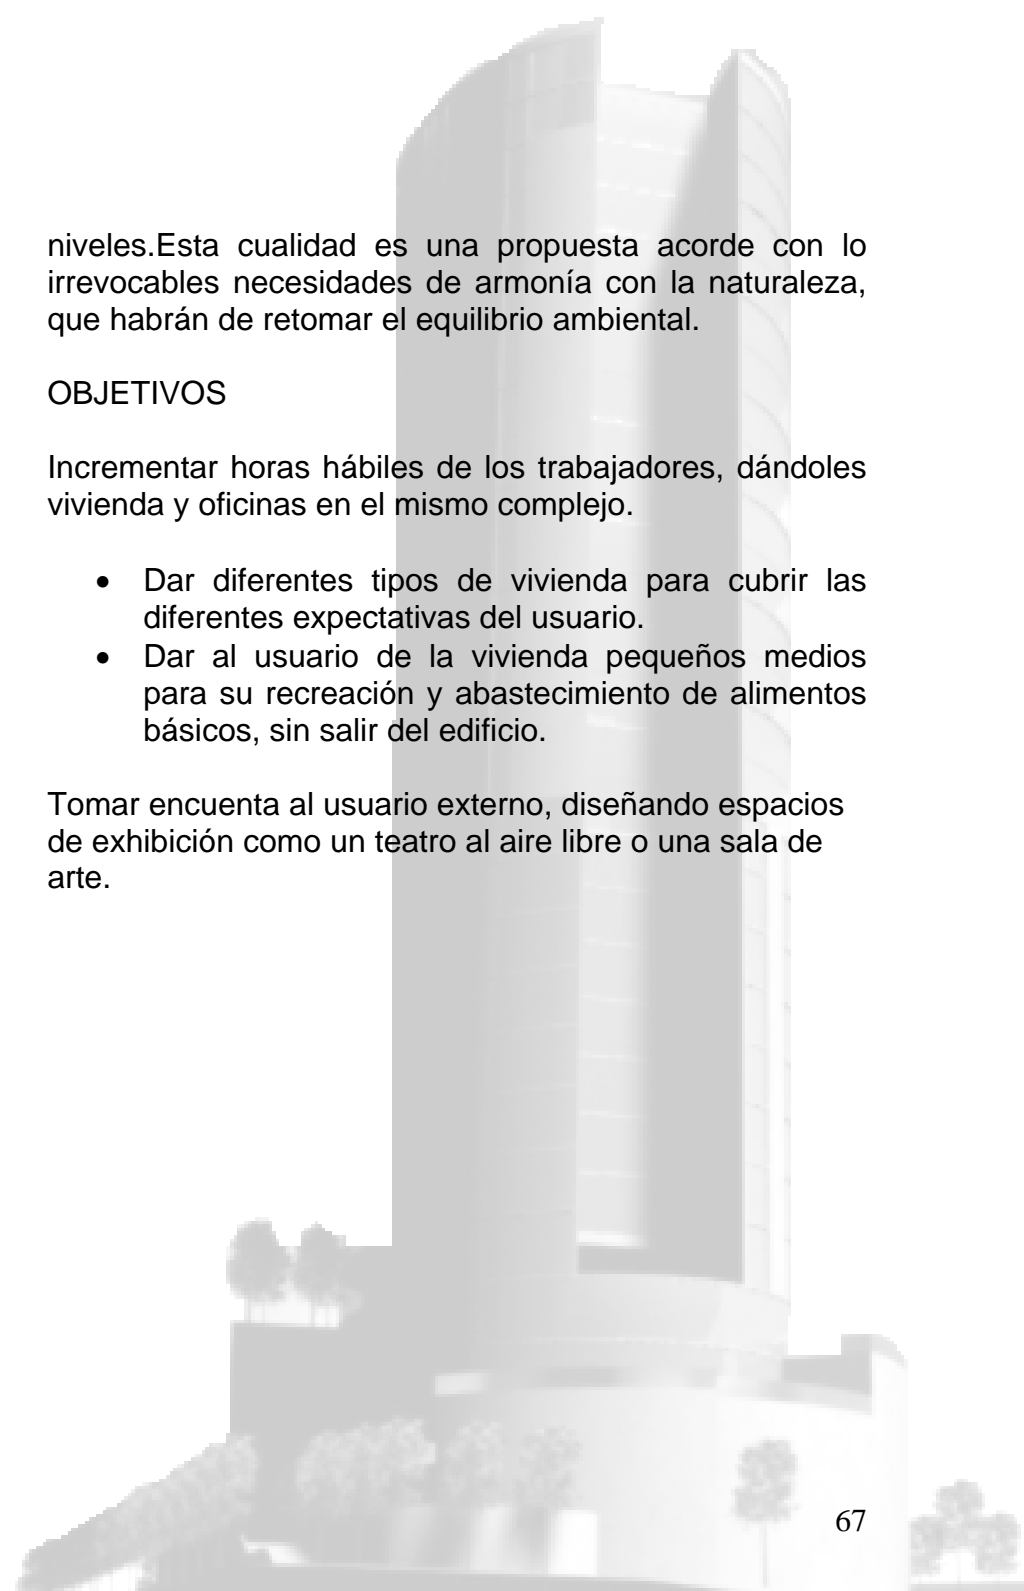 niveles.Esta cualidad es una propuesta acorde con lo
irrevocables necesidades de armonía con la naturaleza,
que habrán de retomar el equilibrio ambiental.
OBJETIVOS
Incrementar horas hábiles de los trabajadores, dándoles
vivienda y oficinas en el mismo complejo.
• Dar diferentes tipos de vivienda para cubrir las
diferentes expectativas del usuario.
• Dar al usuario de la vivienda pequeños medios
para su recreación y abastecimiento de alimentos
básicos, sin salir del edificio.
Tomar encuenta al usuario externo, diseñando espacios
de exhibición como un teatro al aire libre o una sala de
arte.
67